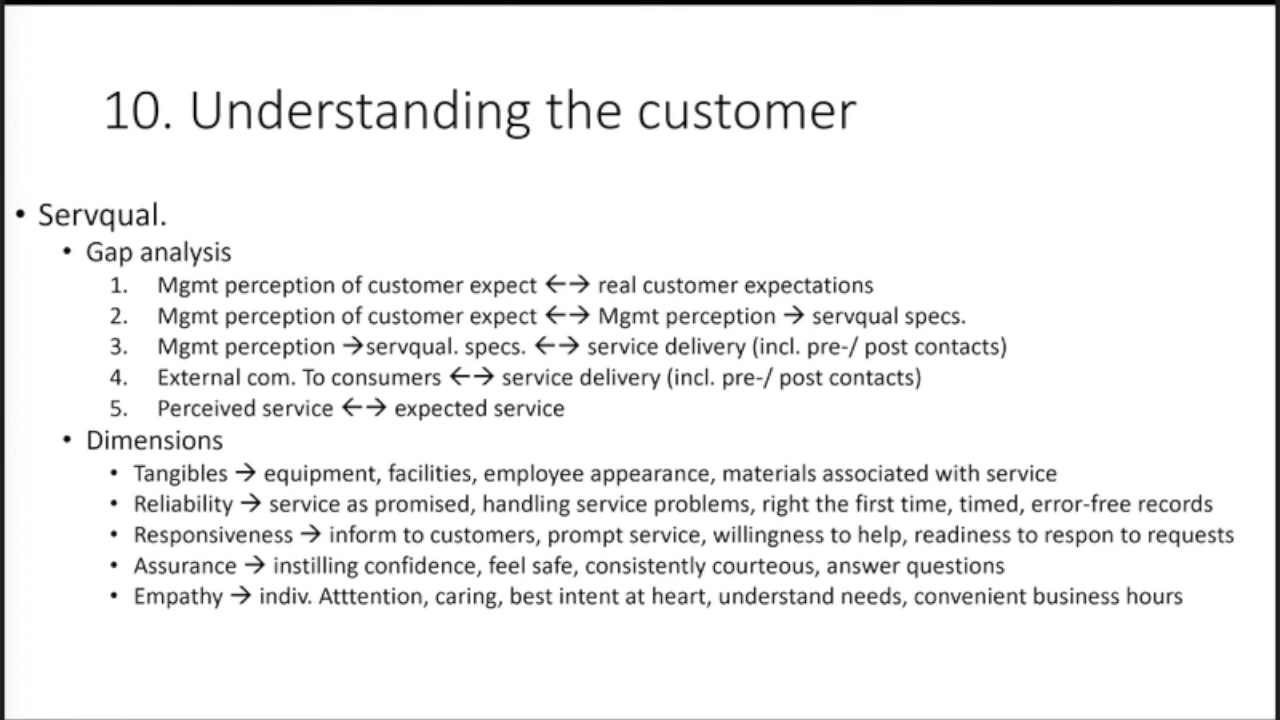 10. Understanding the customer
• Servqual.
• Gap analysis
1. Mgmt perception of customer expect ←→ real customer expectations
2. Mgmt perception of customer expect ←→ Mgmt perception → servqual specs.
3. Mgmt perception →servqual. specs. ←→ service delivery (incl. pre-/ post contacts)
4. External com. To consumers ←→ service delivery (incl. pre-/ post contacts)
5. Perceived service ←→ expected service
• Dimensions
• Tangibles → equipment, facilities, employee appearance, materials associated with service
• Reliability → service as promised, handling service problems, right the first time, timed, error-free records
• Responsiveness → inform to customers, prompt service, willingness to help, readiness to respon to requests
• Assurance → instilling confidence, feel safe, consistently courteous, answer questions
• Empathy → indiv. Atttention, caring, best intent at heart, understand needs, convenient business hours